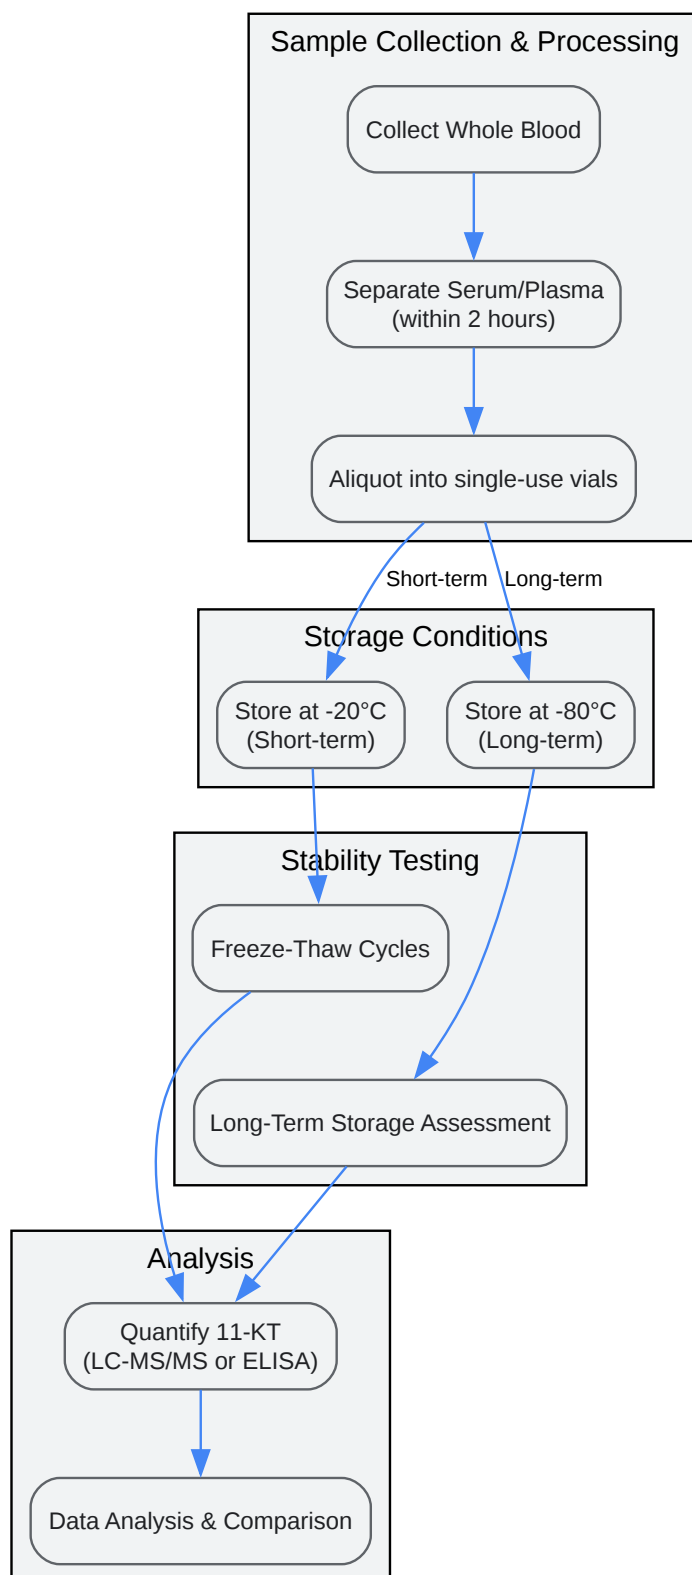 Sample Collection & Processing
Collect Whole Blood
Separate Serum/Plasma
(within 2 hours)
Aliquot into single-use vials
Short-term
Long-term
Storage Conditions
Store at -20°C
(Short-term)
Store at -80°C
(Long-term)
Stability Testing
Freeze-Thaw Cycles
Long-Term Storage Assessment
Analysis
Quantify 11-KT
(LC-MS/MS or ELISA)
Data Analysis & Comparison